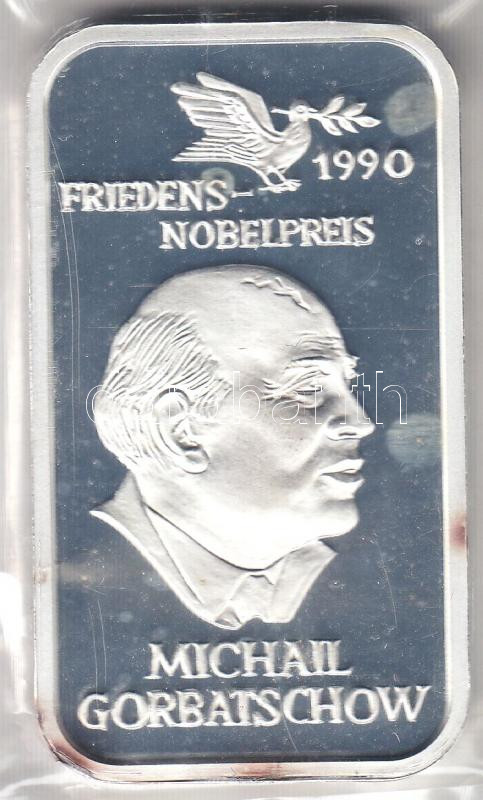 1990
FRIEDENS-
NOBELPREIS
MICHAIL
GORBATSCHOW